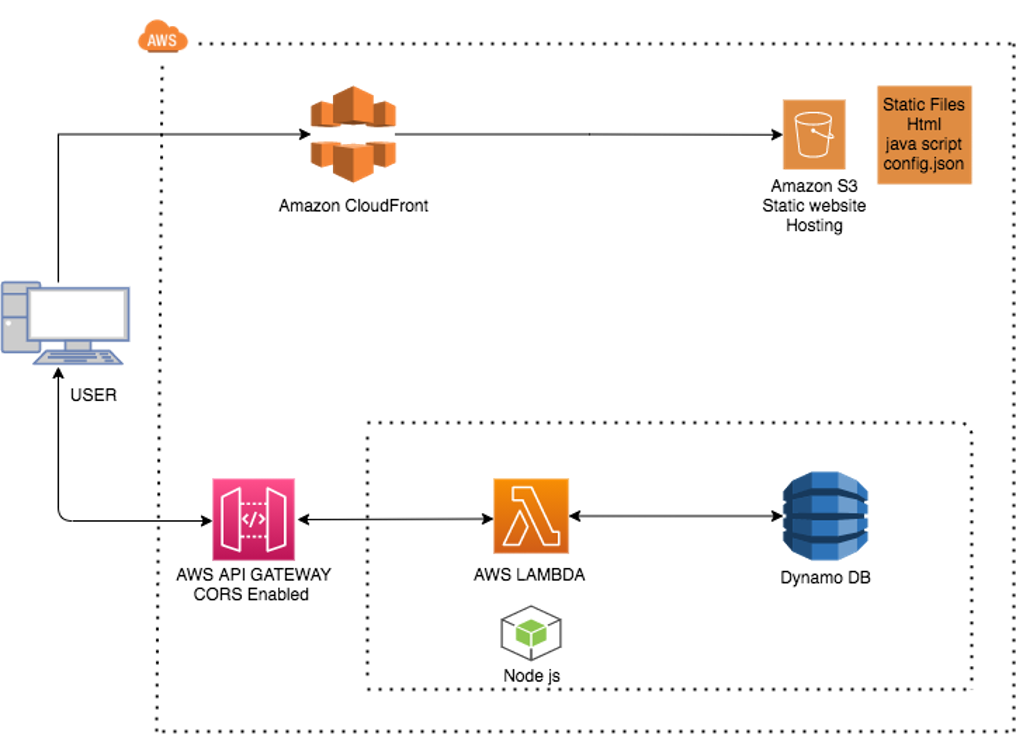 AWS
Static Files
Html
java script
config.json
Amazon CloudFront
Amazon S3
Static website
Hosting
USER
</>
AWS API GATEWAY
CORS Enabled
AWS LAMBDA
Dynamo DB
Node js